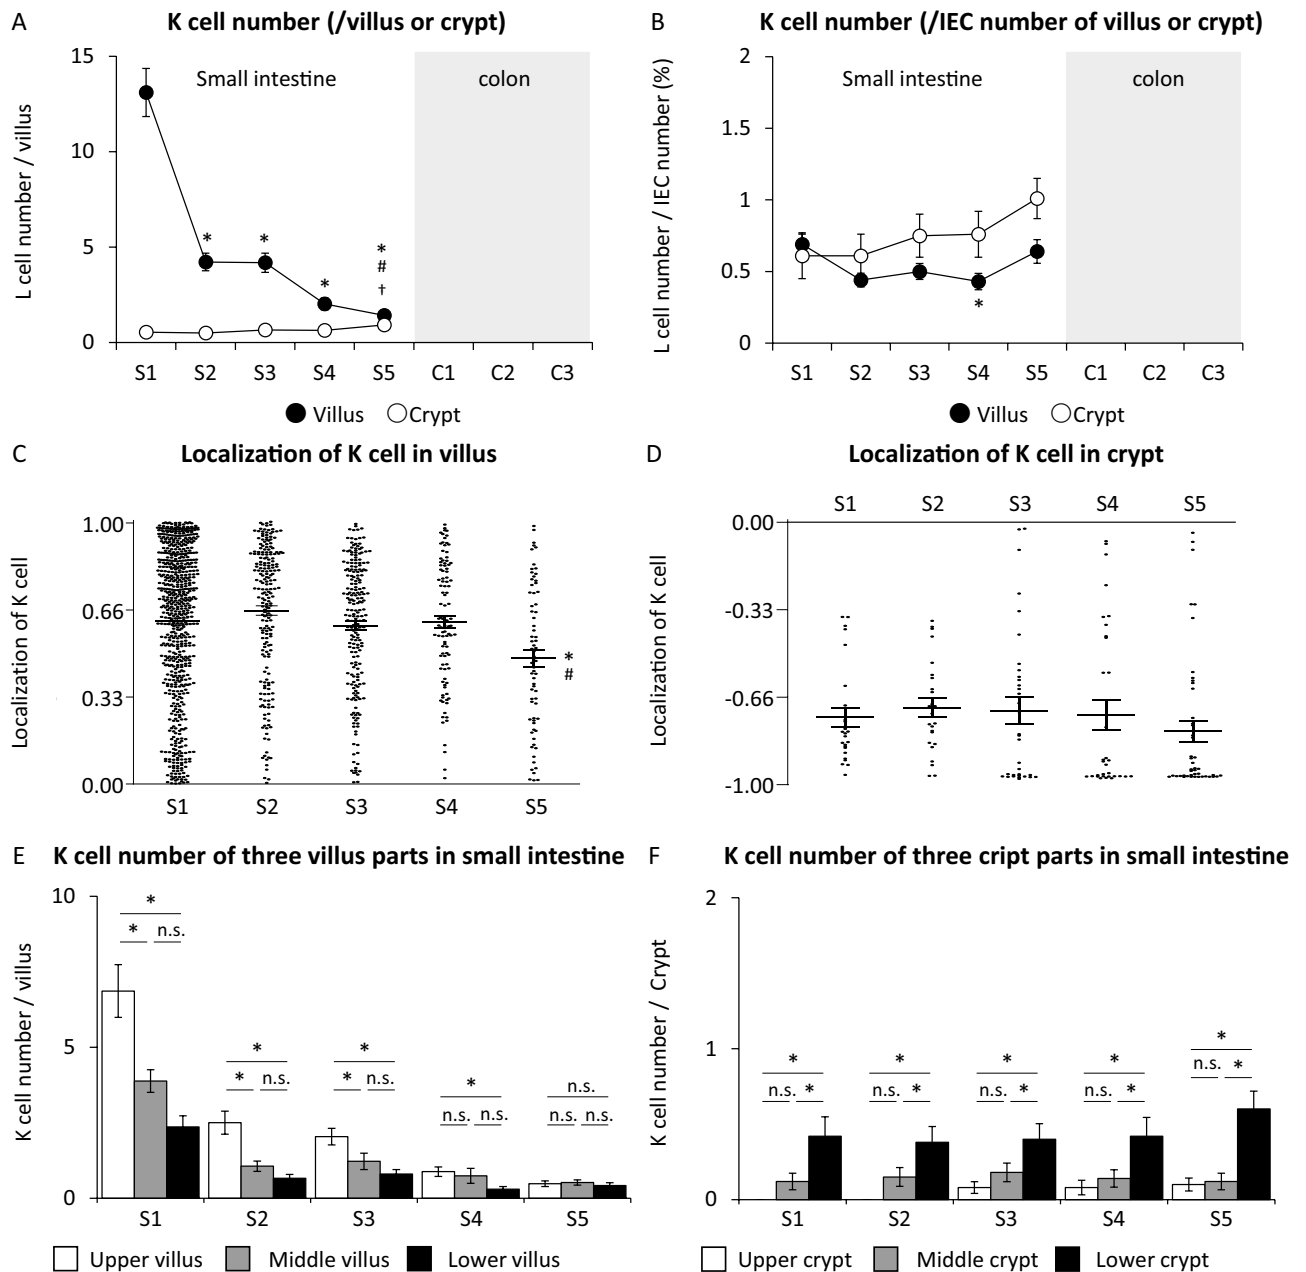 A K cell number (/villus or crypt)
15
10
5
0
L cell number / villus
Small intestine
colon
*
*
*
*
#
†
S1 S2 S3 S4 S5 C1 C2 C3
Villus Crypt
B K cell number (/IEC number of villus or crypt)
2
1.5
1
0.5
0
L cell number / IEC number (%)
Small intestine
colon
*
S1 S2 S3 S4 S5 C1 C2 C3
Villus Crypt
C Localization of K cell in villus
1.00
0.66
0.33
0.00
Localization of K cell
*
#
S1 S2 S3 S4 S5
D Localization of K cell in crypt
S1 S2 S3 S4 S5
0.00
-0.33
-0.66
-1.00
Localization of K cell
E K cell number of three villus parts in small intestine
10
5
0
K cell number / villus
*
* n.s.
*
* n.s.
*
* n.s.
*
n.s. n.s.
n.s.
n.s. n.s.
S1 S2 S3 S4 S5
Upper villus Middle villus Lower villus
F K cell number of three cript parts in small intestine
2
1
0
K cell number / Crypt
*
n.s. *
*
n.s. *
*
n.s. *
*
n.s. *
*
n.s. *
S1 S2 S3 S4 S5
Upper crypt Middle crypt Lower crypt